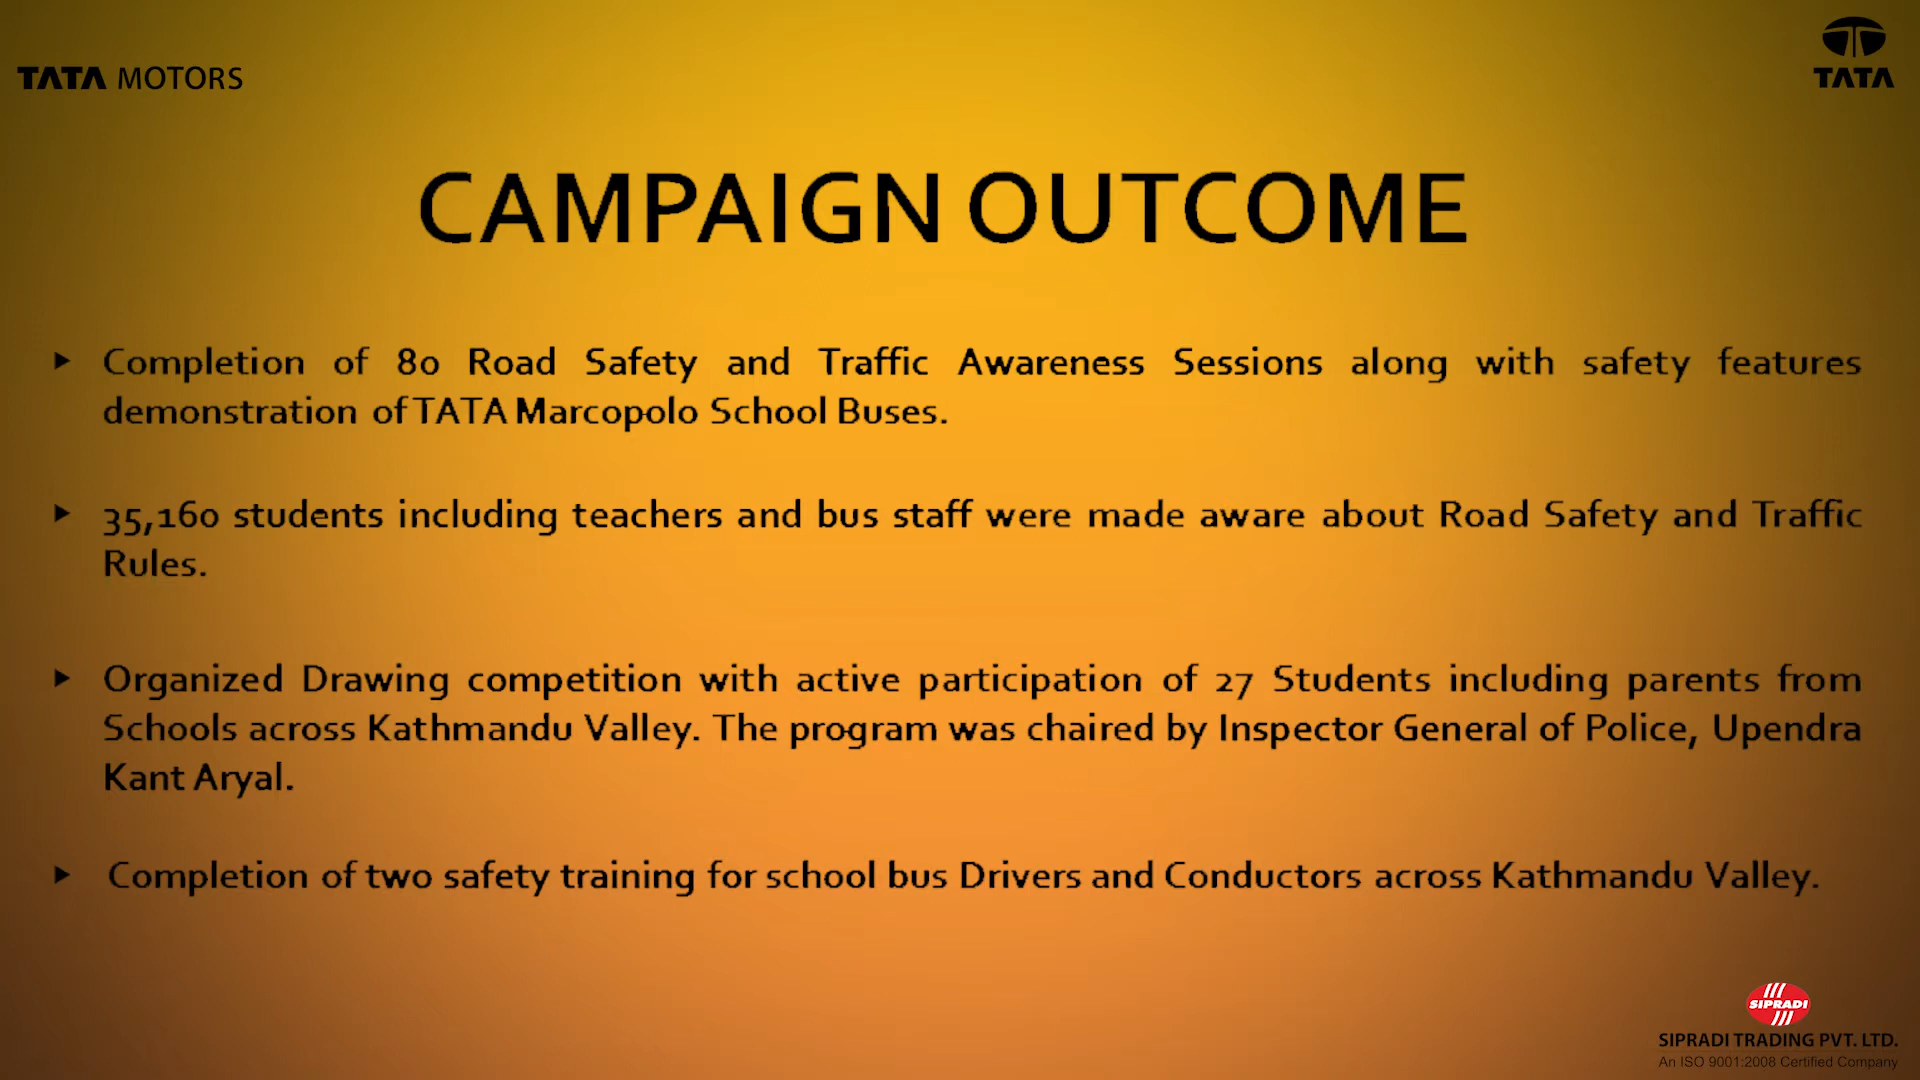 TATA MOTORS
TATA
CAMPAIGN OUTCOME
Completion of 80 Road Safety and Traffic Awareness Sessions along with safety features
demonstration of TATA Marcopolo School Buses.
35,160 students including teachers and bus staff were made aware about Road Safety and Traffic
Rules.
Organized Drawing competition with active participation of 27 Students including parents from
Schools across Kathmandu Valley. The program was chaired by Inspector General of Police, Upendra
Kant Aryal.
Completion of two safety training for school bus Drivers and Conductors across Kathmandu Valley.
SIPRADI
SIPRADI TRADING PVT. LTD.
An ISO 9001:2008 Certified Company